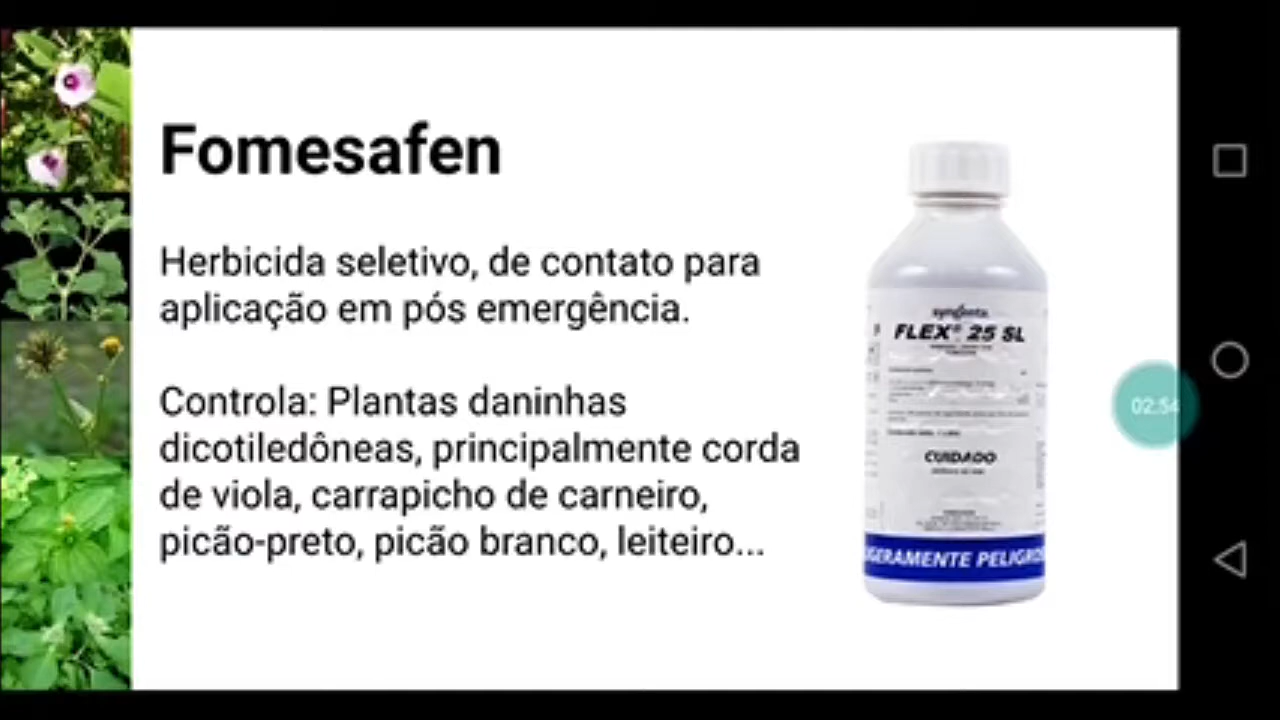 Fomesafen
Herbicida seletivo, de contato para
aplicação em pós emergência.
Controla: Plantas daninhas
dicotiledôneas, principalmente corda
de viola, carrapicho de carneiro,
picão-preto, picão branco, leiteiro...
syngenta
FLEX® 25 SL
CUIDADO
GERAMENTE PELIGRO
02:54